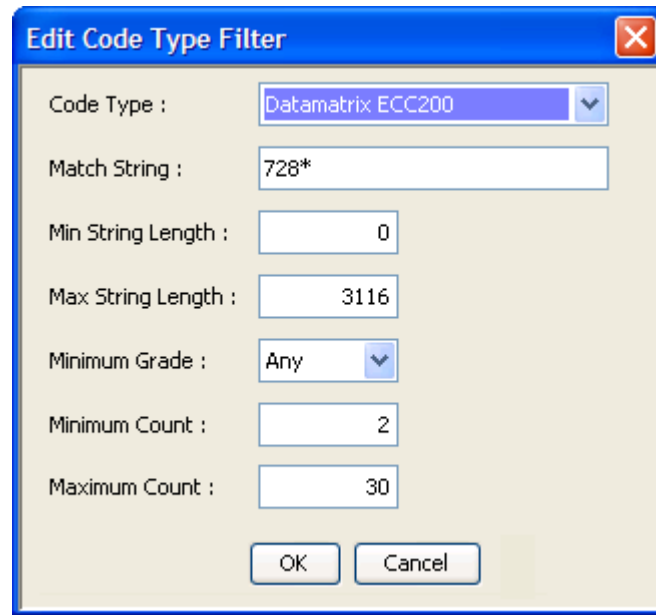 Edit Code Type Filter
Code Type : Datamatrix ECC200
Match String : 728*
Min String Length : 0
Max String Length : 3116
Minimum Grade : Any
Minimum Count : 2
Maximum Count : 30
OK Cancel